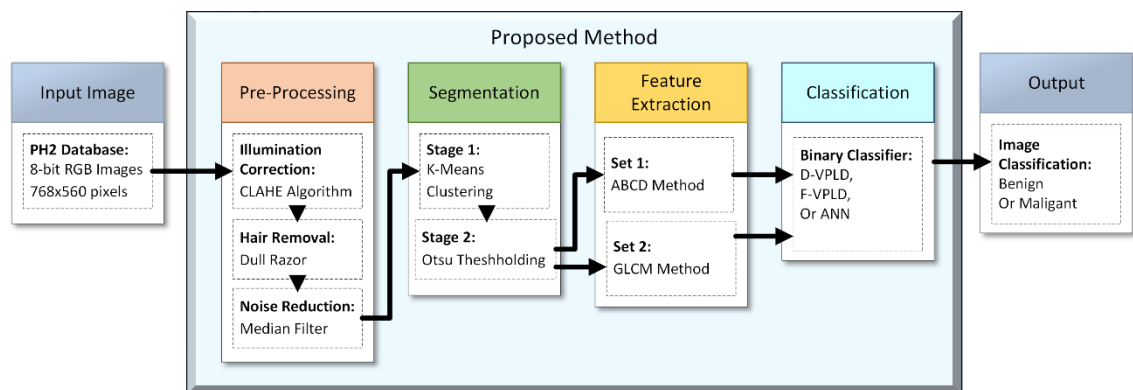 Proposed Method
Input Image
PH2 Database:
8-bit RGB Images
768x560 pixels
Pre-Processing
Illumination
Correction:
CLAHE Algorithm
Hair Removal:
Dull Razor
Noise Reduction:
Median Filter
Segmentation
Stage 1:
K-Means
Clustering
Stage 2:
Otsu Theshholding
Feature
Extraction
Set 1:
ABCD Method
Set 2:
GLCM Method
Classification
Binary Classifier:
D-VPLD,
F-VPLD,
Or ANN
Output
Image
Classification:
Benign
Or Maligant